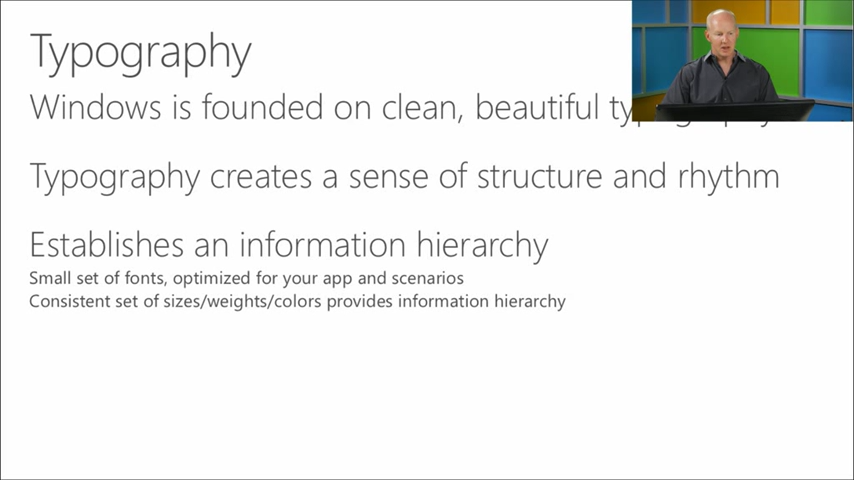 Typography
Windows is founded on clean, beautiful
Typography creates a sense of structure and rhythm
Establishes an information hierarchy
Small set of fonts, optimized for your app and scenarios
Consistent set of sizes/weights/colors provides information hierarchy